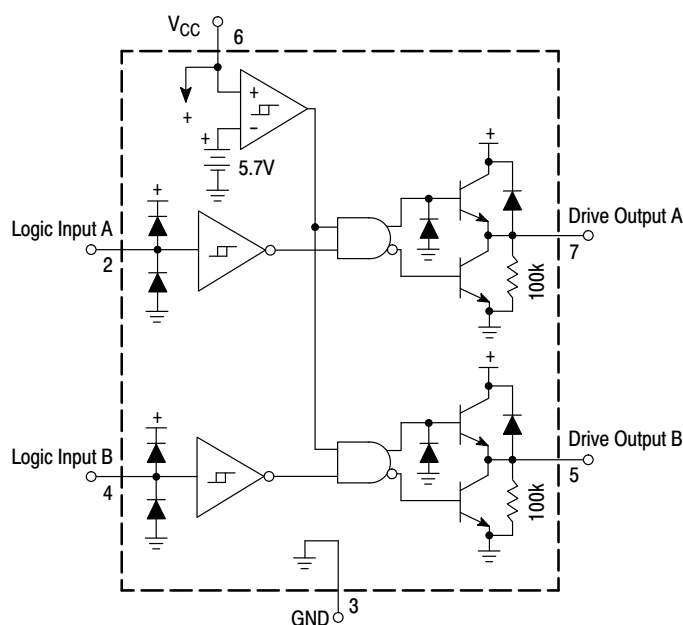 VCC
6
+
+
−
+
5.7V
+
+
Logic Input A
2
Drive Output A
7
100k
+
+
Logic Input B
4
Drive Output B
5
100k
3
GND